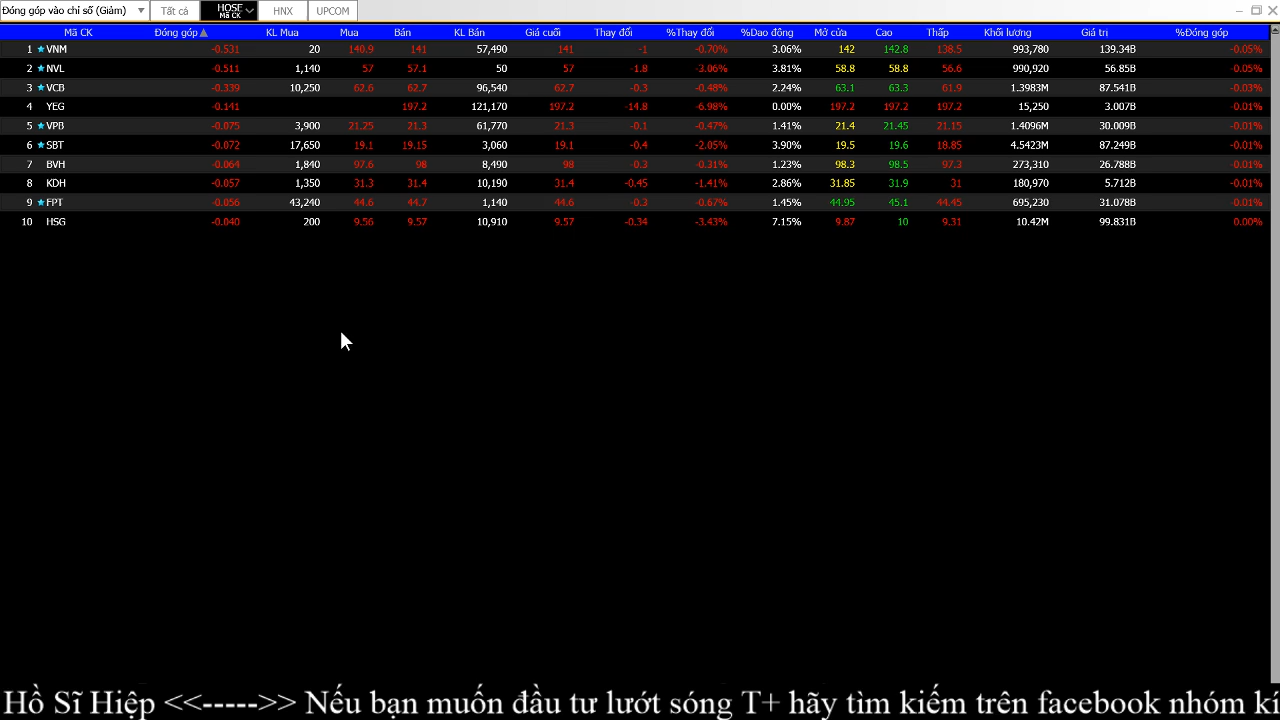 Đóng góp vào chỉ số (Giảm) Tất cả HOSE Mã CK HNX UPCOM
Mã CK Đóng góp KL Mua Mua Bán KL Bán Giá cuối Thay đổi %Thay đổi %Dao động Mở cửa Cao Thấp Khối lượng Giá trị %Đóng góp
1 VNM -0.531 20 140.9 141 57,490 141 -1 -0.70% 3.06% 142 142.8 138.5 993,780 139.34B -0.05%
2 NVL -0.511 1,140 57 57.1 50 57 -1.8 -3.06% 3.81% 58.8 58.8 56.6 990,920 56.85B -0.05%
3 VCB -0.339 10,250 62.6 62.7 96,540 62.7 -0.3 -0.48% 2.24% 63.1 63.3 61.9 1.3983M 87.541B -0.03%
4 YEG -0.141 197.2 121,170 197.2 -14.8 -6.98% 0.00% 197.2 197.2 197.2 15,250 3.007B -0.01%
5 VPB -0.075 3,900 21.25 21.3 61,770 21.3 -0.1 -0.47% 1.41% 21.4 21.45 21.15 1.4096M 30.009B -0.01%
6 SBT -0.072 17,650 19.1 19.15 3,060 19.1 -0.4 -2.05% 3.90% 19.5 19.6 18.85 4.5423M 87.249B -0.01%
7 BVH -0.064 1,840 97.6 98 8,490 98 -0.3 -0.31% 1.23% 98.3 98.5 97.3 273,310 26.788B -0.01%
8 KDH -0.057 1,350 31.3 31.4 10,190 31.4 -0.45 -1.41% 2.86% 31.85 31.9 31 180,970 5.712B -0.01%
9 FPT -0.056 43,240 44.6 44.7 1,140 44.6 -0.3 -0.67% 1.45% 44.95 45.1 44.45 695,230 31.078B -0.01%
10 HSG -0.040 200 9.56 9.57 10,910 9.57 -0.34 -3.43% 7.15% 9.87 10 9.31 10.42M 99.831B 0.00%
Hồ Sĩ Hiệp <<----->> Nếu bạn muốn đầu tư lướt sóng T+ hãy tìm kiếm trên facebook nhóm kí